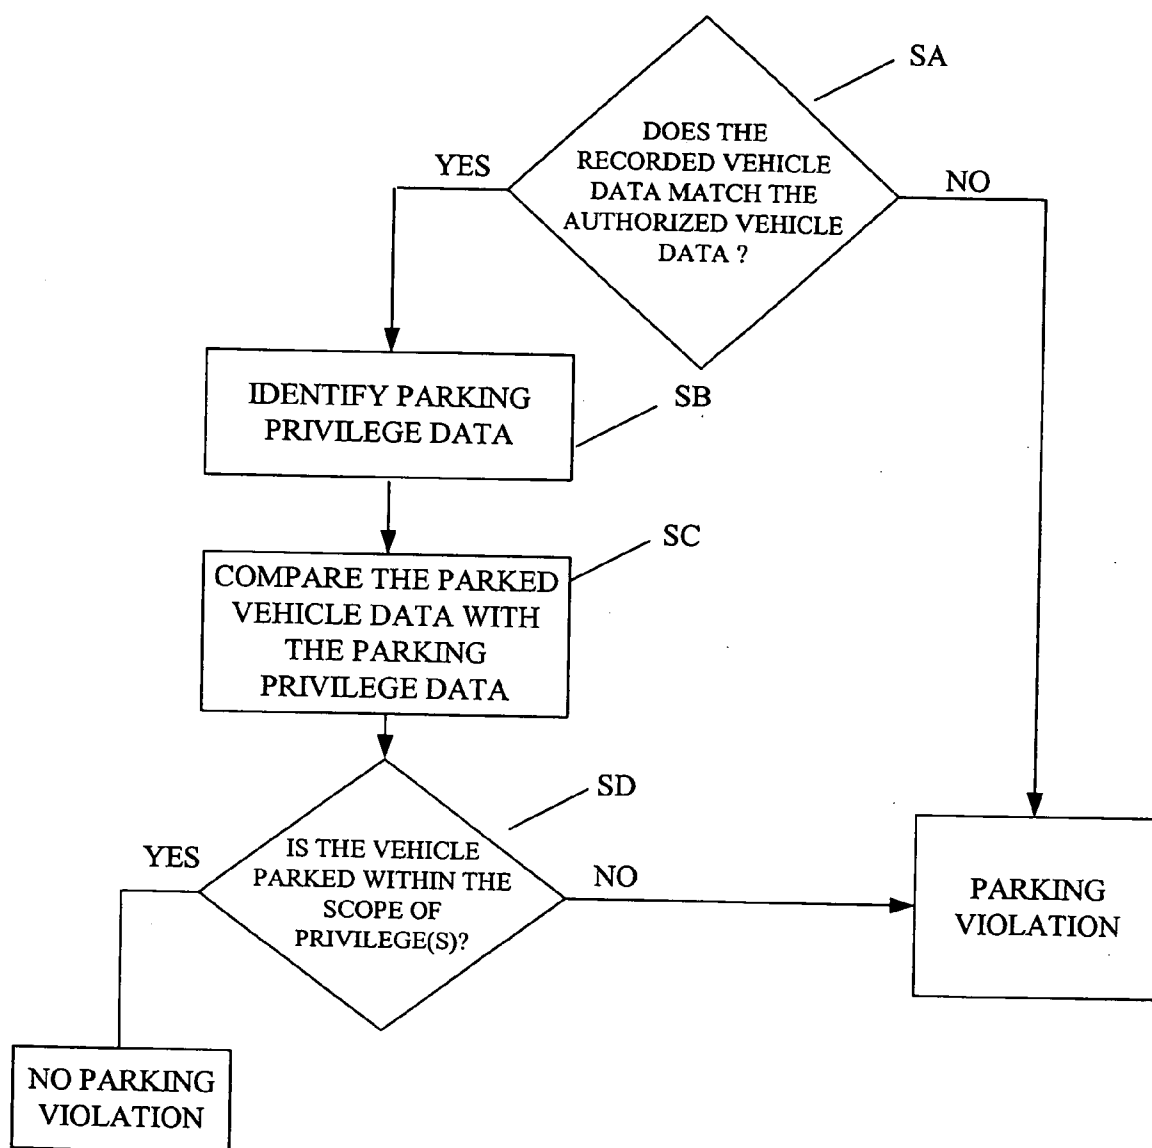 SA
DOES THE
RECORDED VEHICLE
DATA MATCH THE
AUTHORIZED VEHICLE
DATA ?
YES
NO
IDENTIFY PARKING
PRIVILEGE DATA
SB
SC
COMPARE THE PARKED
VEHICLE DATA WITH
THE PARKING
PRIVILEGE DATA
SD
YES
IS THE VEHICLE
PARKED WITHIN THE
SCOPE OF
PRIVILEGE(S)?
NO
PARKING
VIOLATION
NO PARKING
VIOLATION